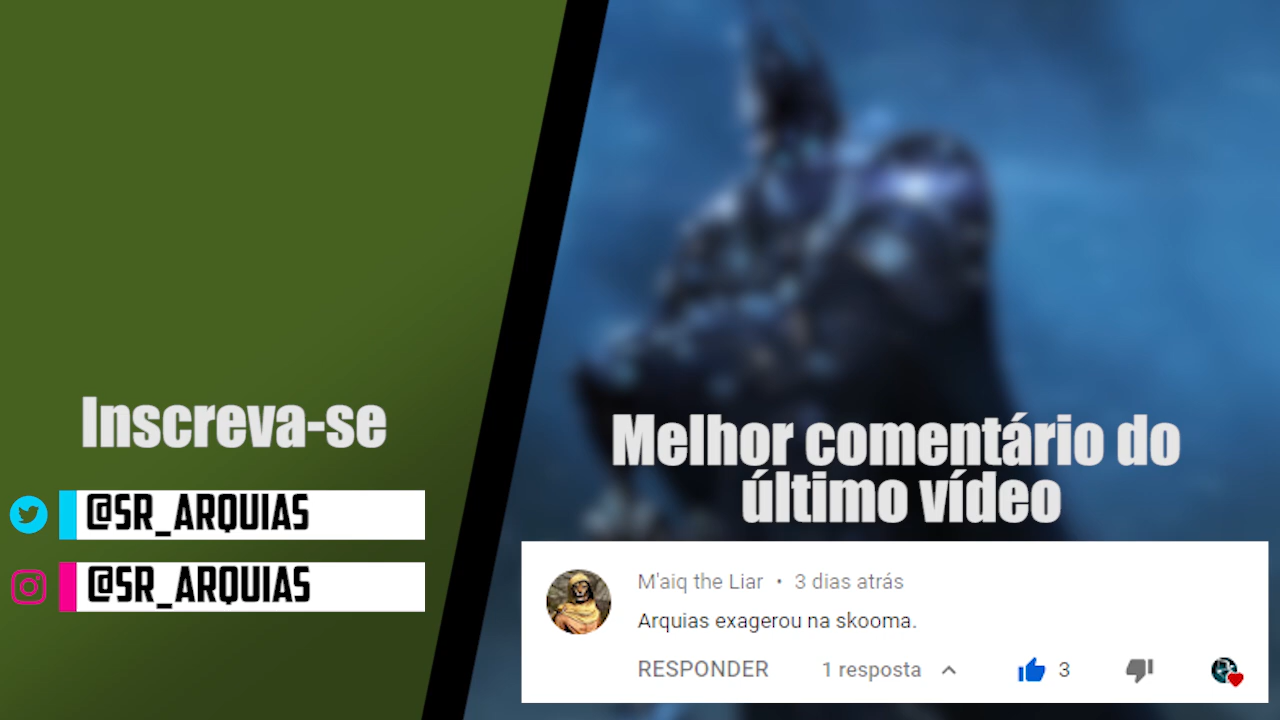 Inscreva-se
@SR_ARQUIAS
@SR_ARQUIAS
Melhor comentário do
último vídeo
M'aiq the Liar • 3 dias atrás
Arquias exagerou na skooma.
RESPONDER 1 resposta 3